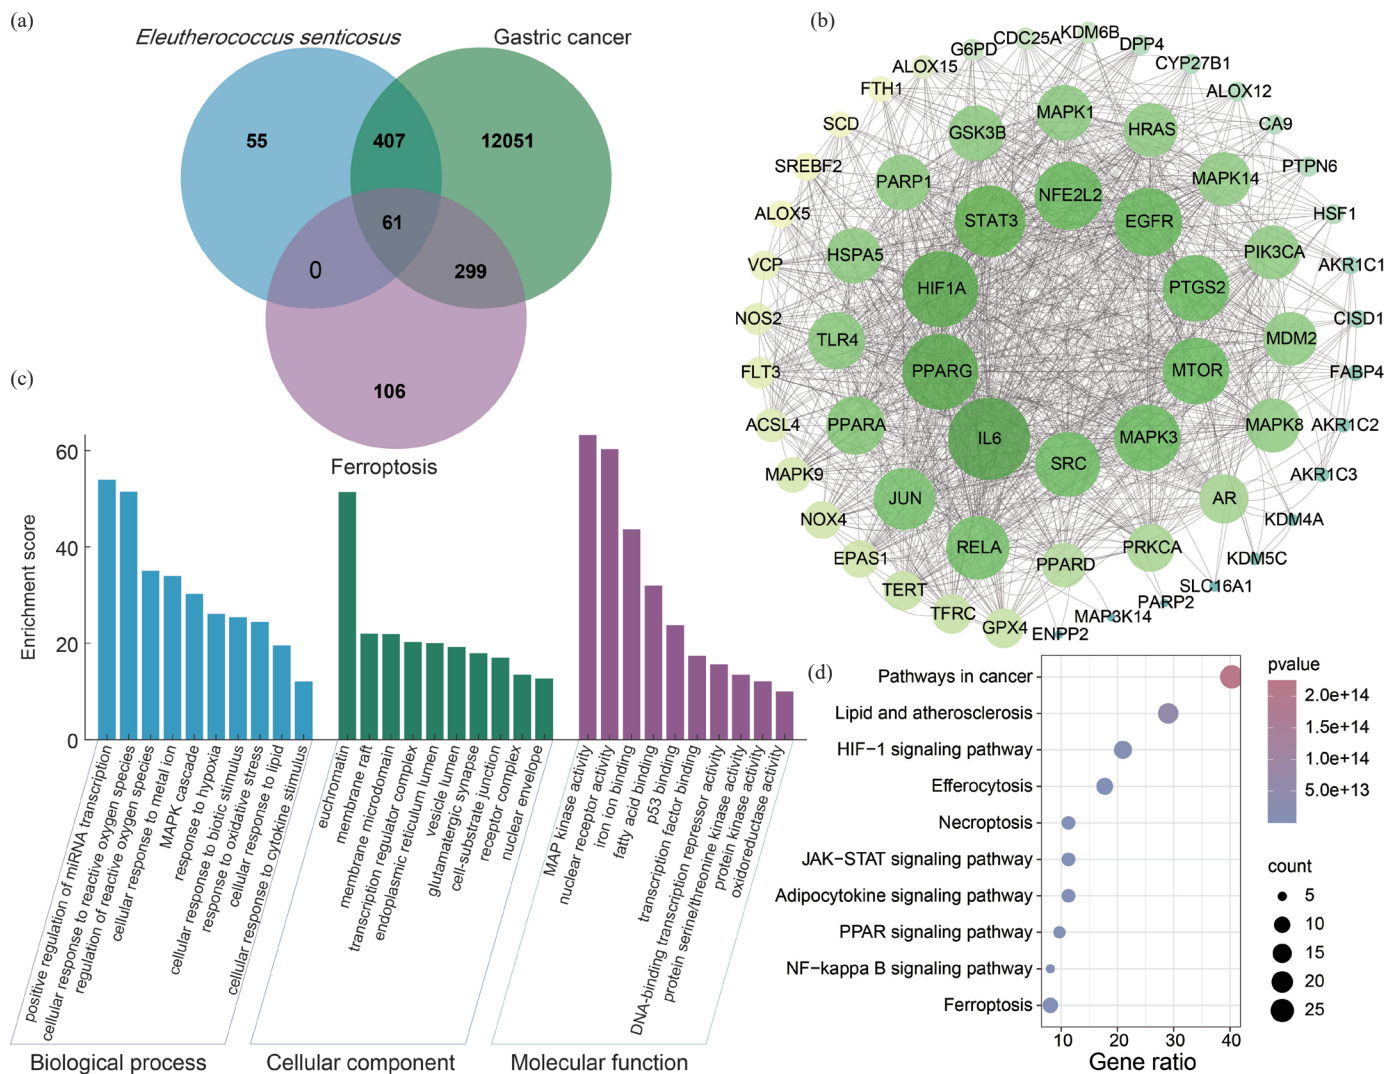 (a)
Eleutherococcus senticosus
Gastric cancer
55
407
12051
61
0
299
106
Ferroptosis
(b)
CDC25A
KDM6B
DPP4
G6PD
CYP27B1
ALOX15
ALOX12
FTH1
CA9
SCD
PTPN6
SREBF2
HSF1
ALOX5
AKR1C1
VCP
CISD1
NOS2
FABP4
FLT3
AKR1C2
ACSL4
AKR1C3
MAPK9
KDM4A
NOX4
KDM5C
EPAS1
SLC16A1
TERT
PARP2
TFRC
MAP3K14
GPX4
ENPP2
MAPK1
GSK3B
HRAS
PARP1
MAPK14
HSPA5
PIK3CA
TLR4
MDM2
PPARA
MAPK8
JUN
AR
RELA
PPARD
PRKCA
NFE2L2
STAT3
EGFR
HIF1A
PTGS2
PPARG
MTOR
IL6
MAPK3
SRC
(c)
Enrichment score
60
40
20
0
positive regulation of miRNA transcription
cellular response to reactive oxygen species
regulation of reactive oxygen species
cellular response to metal ion
MAPK cascade
response to hypoxia
cellular response to biotic stimulus
response to oxidative stress
cellular response to lipid
cellular response to cytokine stimulus
euchromatin
membrane raft
membrane microdomain
transcription regulator complex
endoplasmic reticulum lumen
vesicle lumen
glutamatergic synapse
cell-substrate junction
receptor complex
nuclear envelope
MAP kinase activity
nuclear receptor activity
iron ion binding
fatty acid binding
p53 binding
transcription factor binding
DNA-binding transcription repressor activity
protein serine/threonine kinase activity
protein kinase activity
oxidoreductase activity
Biological process
Cellular component
Molecular function
(d)
Pathways in cancer
Lipid and atherosclerosis
HIF−1 signaling pathway
Efferocytosis
Necroptosis
JAK−STAT signaling pathway
Adipocytokine signaling pathway
PPAR signaling pathway
NF−kappa B signaling pathway
Ferroptosis
10
20
30
40
Gene ratio
pvalue
2.0e+14
1.5e+14
1.0e+14
5.0e+13
count
5
10
15
20
25